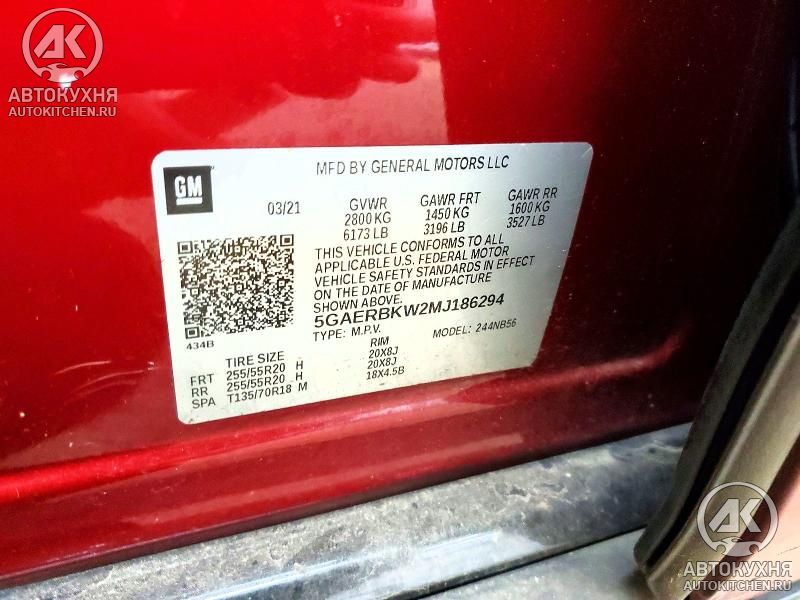 АК
АВТОКУХНЯ
AUTOKITCHEN.RU
GM
MFD BY GENERAL MOTORS LLC
03/21 GVWR GAWR FRT GAWR RR
2800 KG 1450 KG 1600 KG
6173 LB 3196 LB 3527 LB
THIS VEHICLE CONFORMS TO ALL
APPLICABLE U.S. FEDERAL MOTOR
VEHICLE SAFETY STANDARDS IN EFFECT
ON THE DATE OF MANUFACTURE
SHOWN ABOVE.
5GAERBKW2MJ186294
TYPE: M.P.V. MODEL: 244NB56
434B
TIRE SIZE RIM
FRT 255/55R20 H 20X8J
RR 255/55R20 H 20X8J
SPA T135/70R18 M 18X4.5B
АК
АВТОКУХНЯ
AUTOKITCHEN.RU